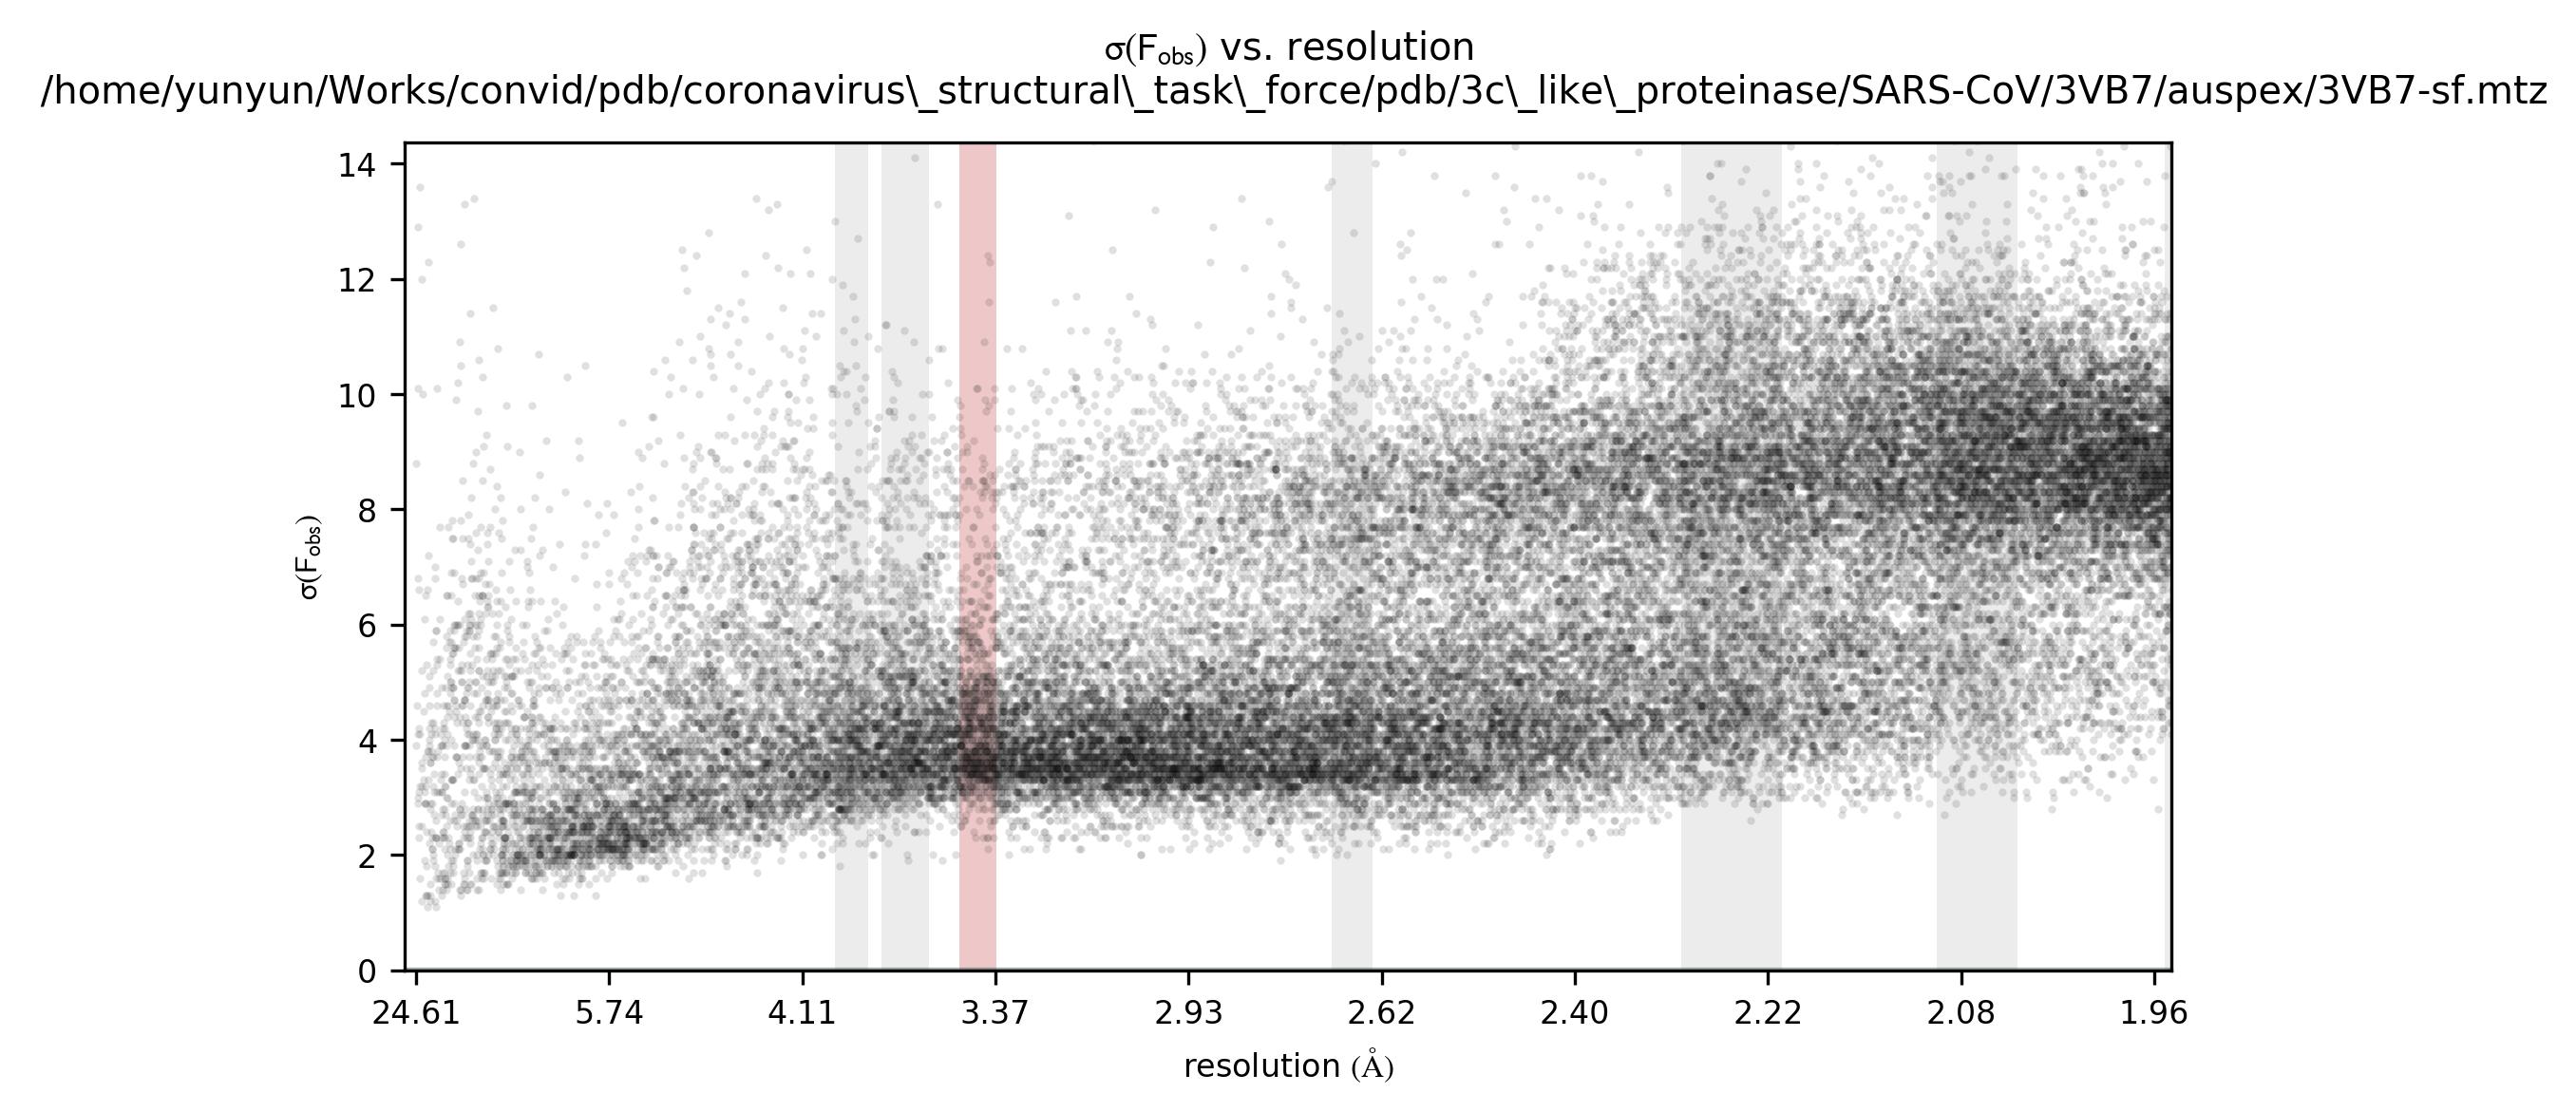 σ(Fobs) vs. resolution
/home/yunyun/Works/convid/pdb/coronavirus\_structural\_task\_force/pdb/3c\_like\_proteinase/SARS-CoV/3VB7/auspex/3VB7-sf.mtz
14
12
10
8
6
4
2
0
σ(Fobs)
24.61 5.74 4.11 3.37 2.93 2.62 2.40 2.22 2.08 1.96
resolution (Å)